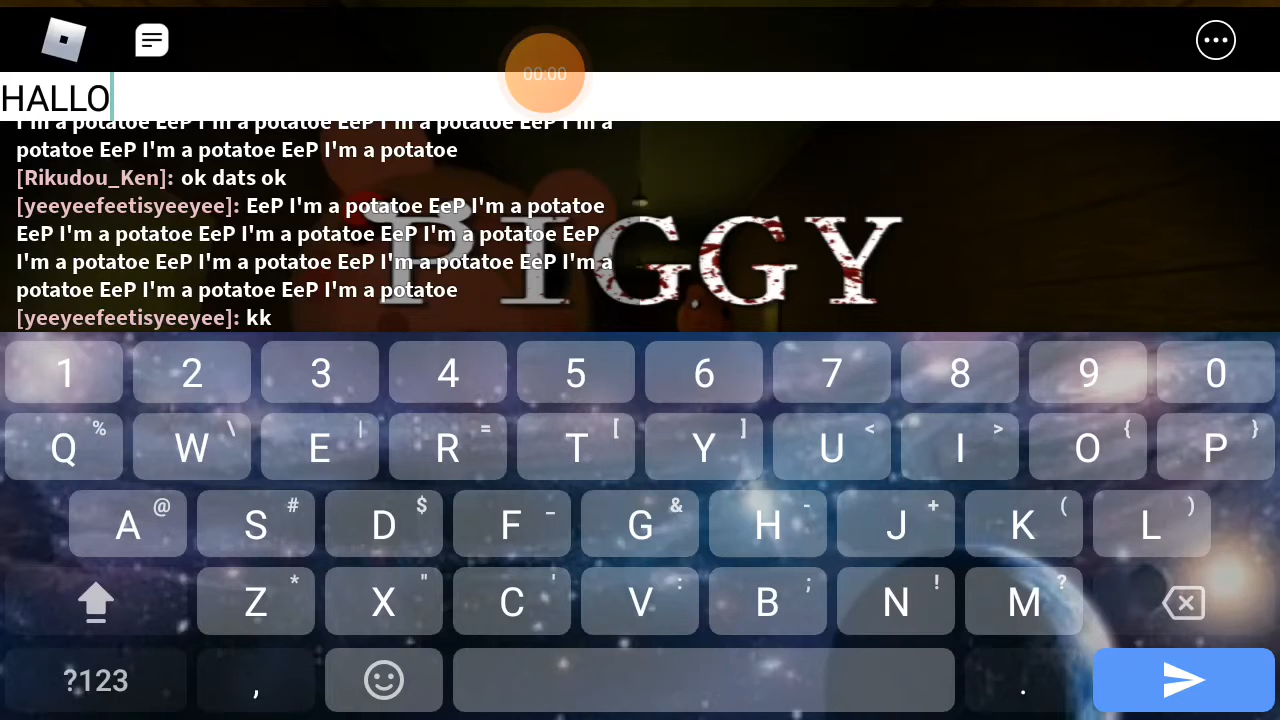 00:00
HALLO
I'm a potatoe EeP I'm a potatoe EeP I'm a potatoe EeP I'm a
potatoe EeP I'm a potatoe EeP I'm a potatoe
[Rikudou_Ken]: ok dats ok
[yeeyeefeetisyeeyee]: EeP I'm a potatoe EeP I'm a potatoe
EeP I'm a potatoe EeP I'm a potatoe EeP I'm a potatoe EeP
I'm a potatoe EeP I'm a potatoe EeP I'm a potatoe EeP I'm a
potatoe EeP I'm a potatoe EeP I'm a potatoe
[yeeyeefeetisyeeyee]: kk
PIGGY
1 2 3 4 5 6 7 8 9 0
Q % W \ E | R = T [ Y ] U < I > O { P }
A @ S # D $ F _ G & H - J + K ( L )
Z * X " C ' V : B ; N ! M ?
?123 , .